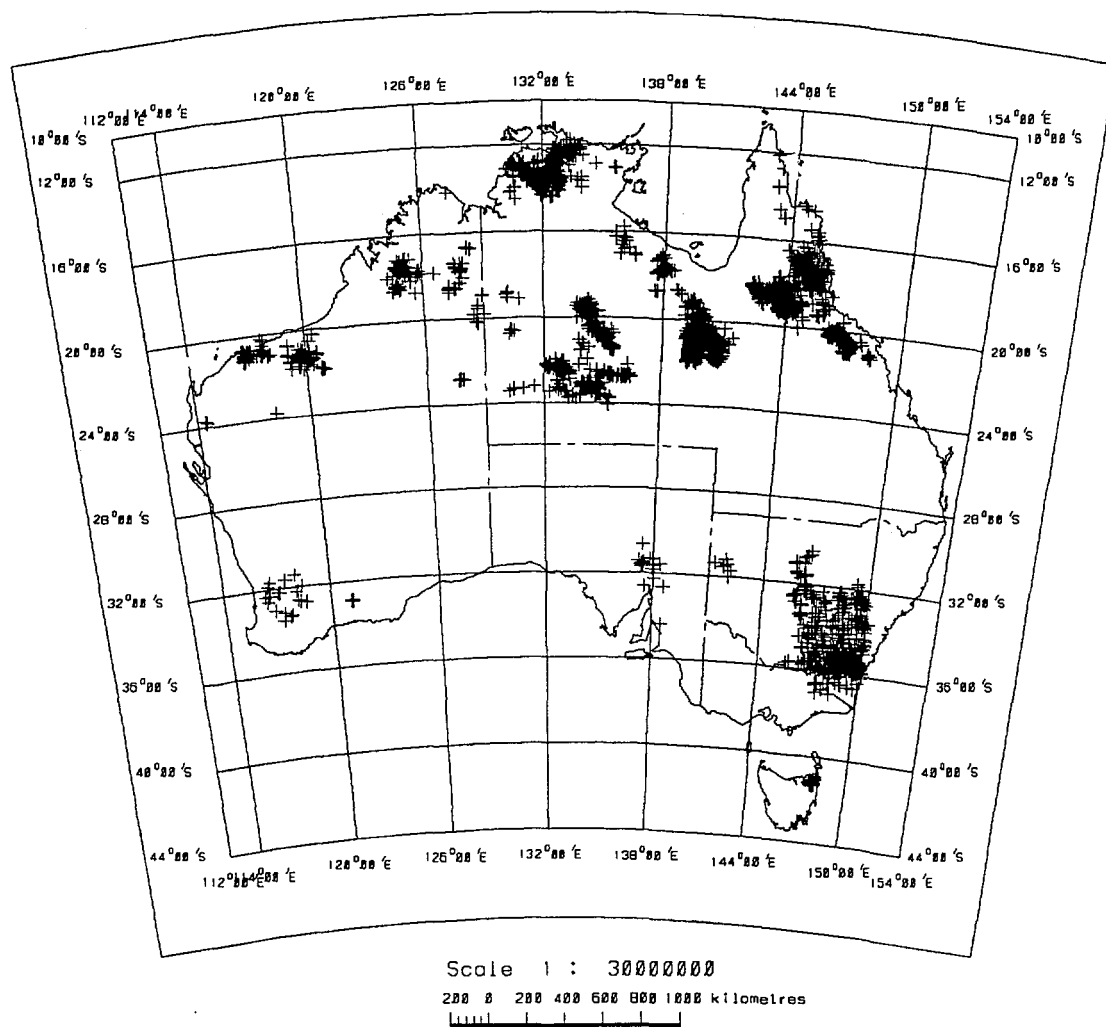 132°00'E
126°00'E 138°00'E
120°00'E 144°00'E
112°00'E 114°00'E 150°00'E 154°00'E
10°00'S 10°00'S
12°00'S 12°00'S
16°00'S 16°00'S
20°00'S 20°00'S
24°00'S 24°00'S
28°00'S 28°00'S
32°00'S 32°00'S
36°00'S 36°00'S
40°00'S 40°00'S
44°00'S 44°00'S
112°00'E 114°00'E 120°00'E 126°00'E 132°00'E 138°00'E 144°00'E 150°00'E 154°00'E
Scale 1 : 30000000
200 0 200 400 600 800 1000 kilometres